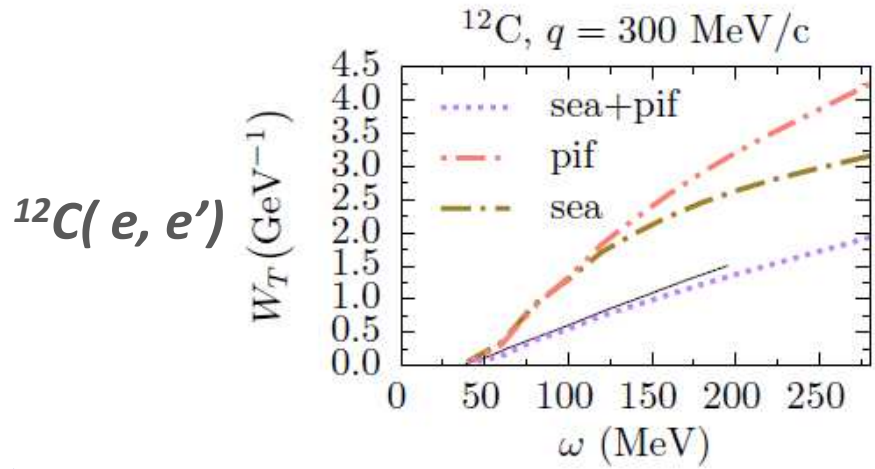 ¹²C, q = 300 MeV/c
¹²C( e, e’)
W_T(GeV⁻¹)
4.5
4.0
3.5
3.0
2.5
2.0
1.5
1.0
0.5
0.0
sea+pif
pif
sea
0 50 100 150 200 250
ω (MeV)